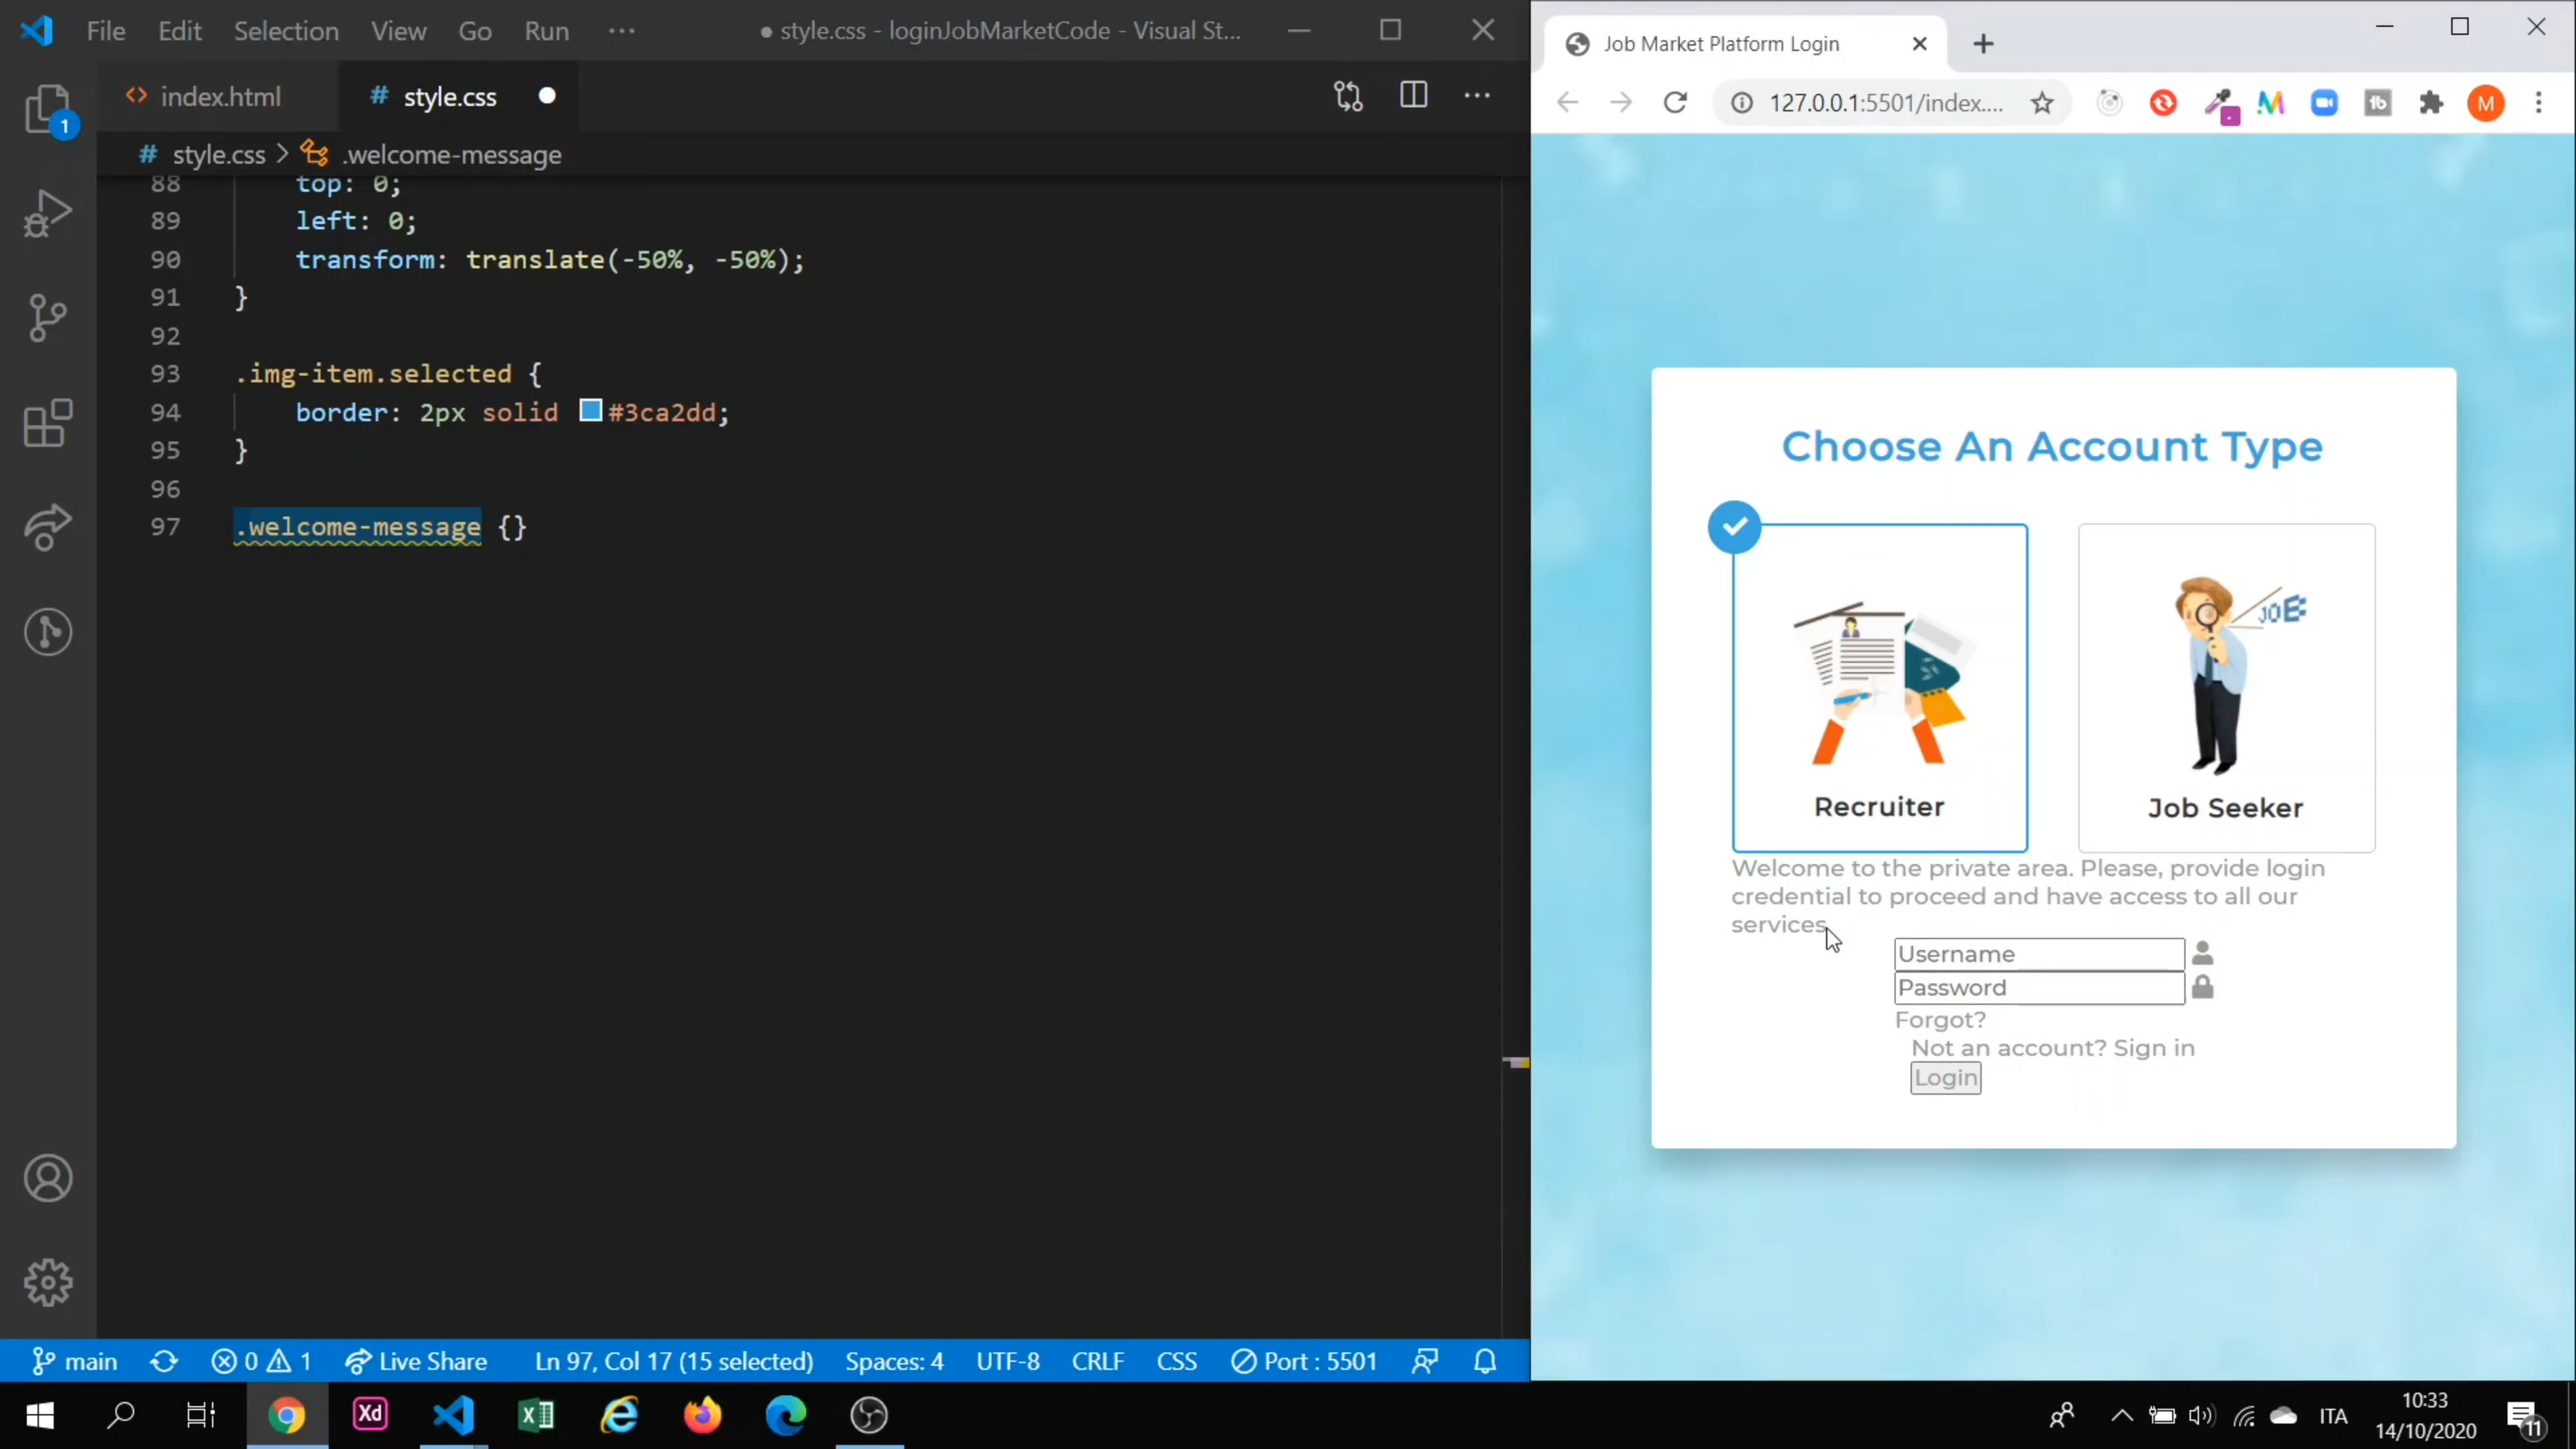 File Edit Selection View Go Run ···
● style.css - loginJobMarketCode - Visual St...
index.html
# style.css
# style.css > .welcome-message
88 top: 0;
89 left: 0;
90 transform: translate(-50%, -50%);
91 }
92
93 .img-item.selected {
94 border: 2px solid #3ca2dd;
95 }
96
97 .welcome-message {}
1
main 0 1 Live Share Ln 97, Col 17 (15 selected) Spaces: 4 UTF-8 CRLF CSS Port : 5501
Job Market Platform Login
127.0.0.1:5501/index....
M
Choose An Account Type
JOB
Recruiter
Job Seeker
Welcome to the private area. Please, provide login
credential to proceed and have access to all our
services.
Username
Password
Forgot?
Not an account? Sign in
Login
Xd
ITA
10:33
14/10/2020
11